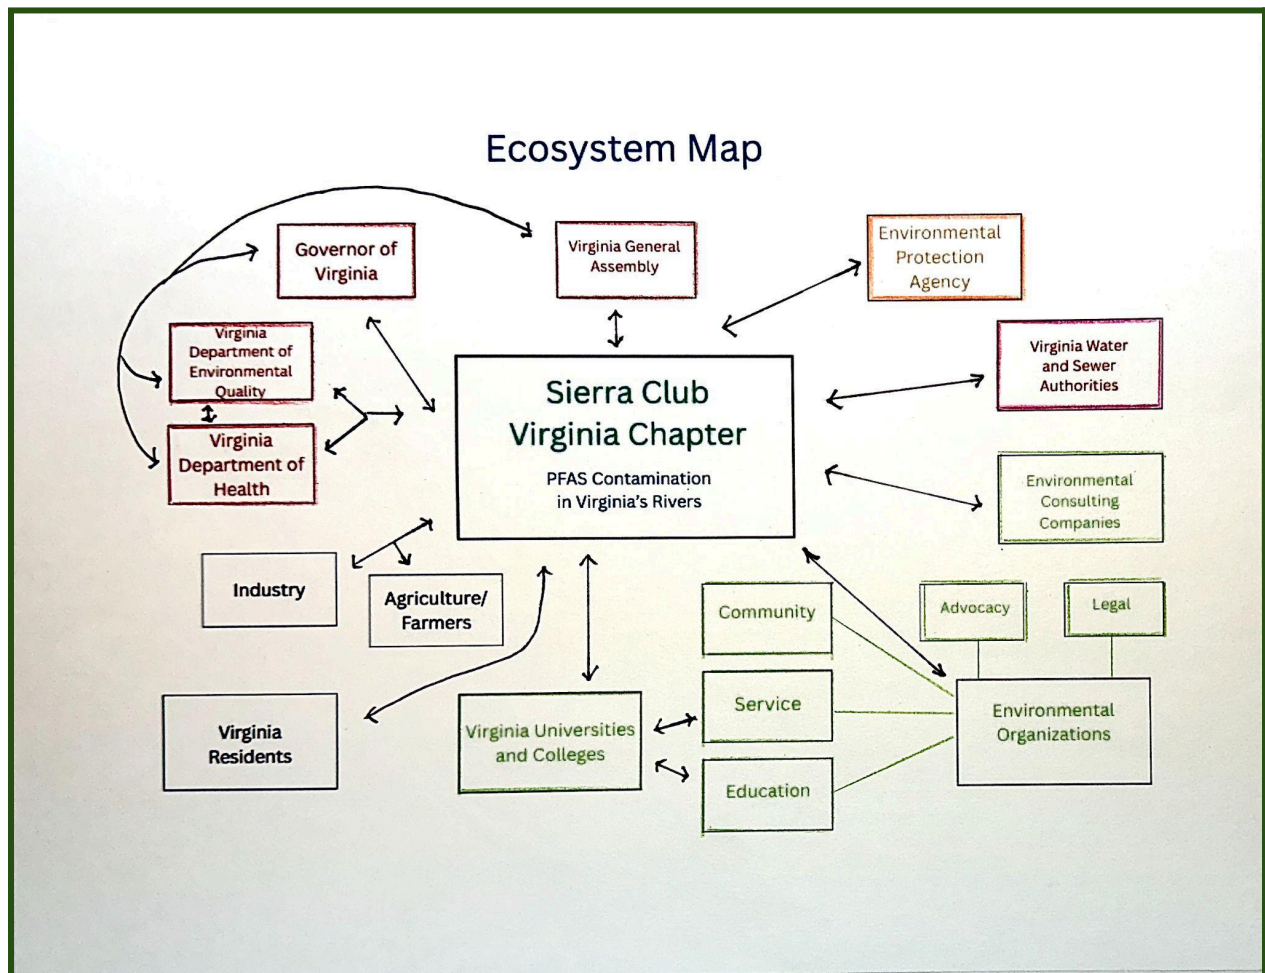 Ecosystem Map
Governor of
Virginia
Virginia General
Assembly
Environmental
Protection
Agency
Virginia
Department of
Environmental
Quality
Virginia Water
and Sewer
Authorities
Sierra Club
Virginia Chapter
PFAS Contamination
in Virginia's Rivers
Virginia
Department of
Health
Environmental
Consulting
Companies
Industry
Agriculture/
Farmers
Community
Advocacy
Legal
Virginia
Residents
Virginia Universities
and Colleges
Service
Education
Environmental
Organizations